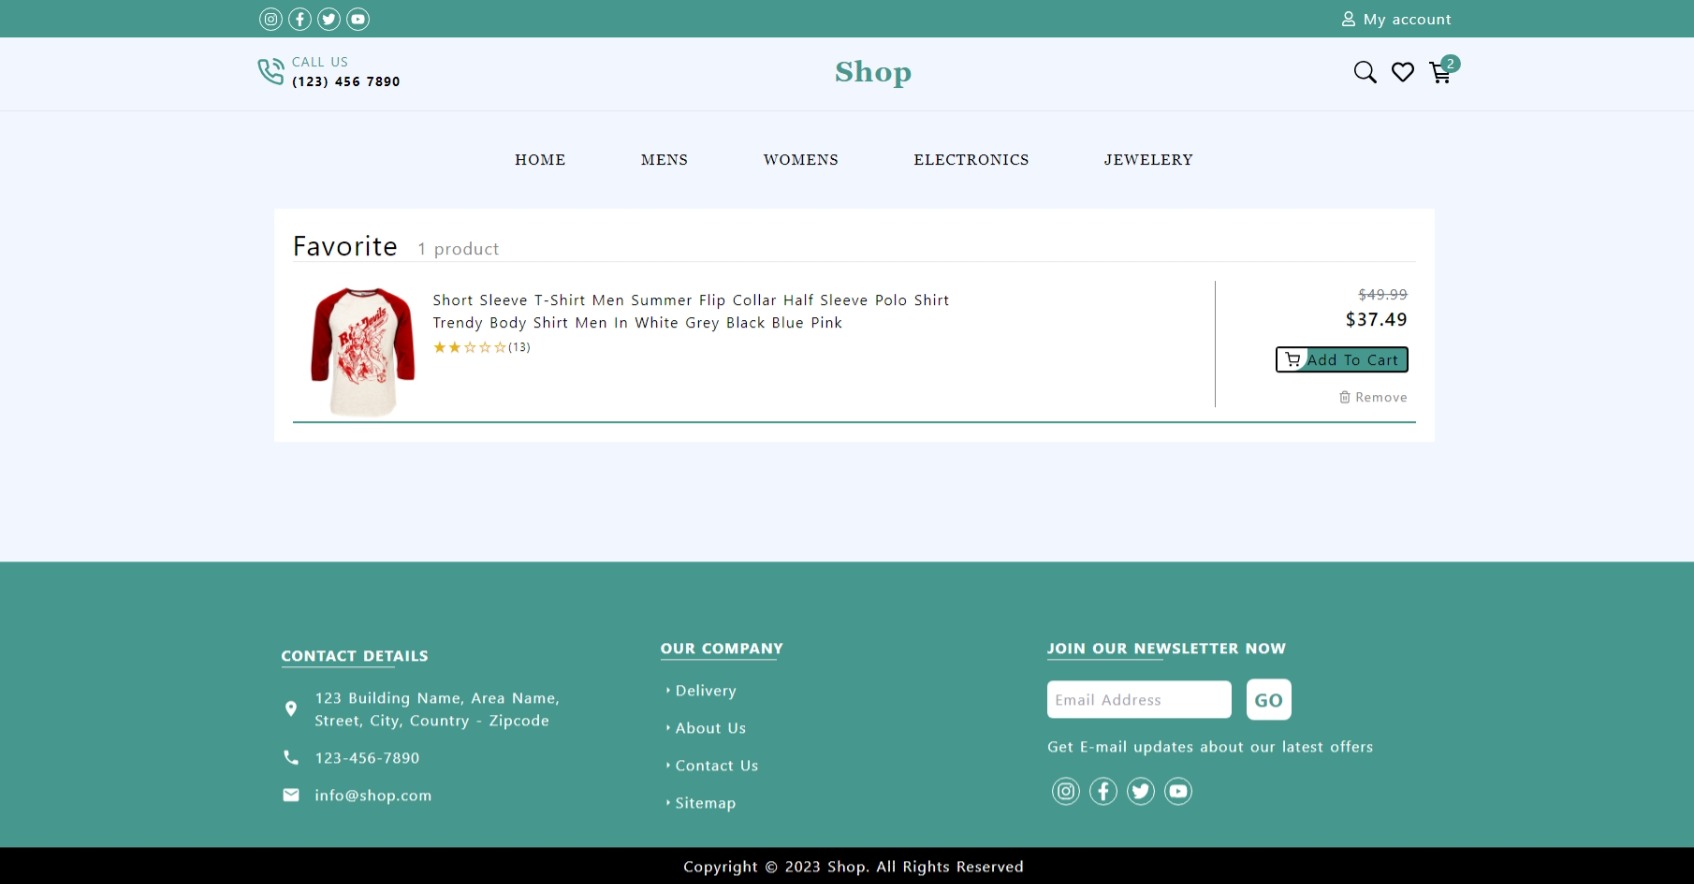 My account
CALL US
(123) 456 7890
Shop
2
HOME
MENS
WOMENS
ELECTRONICS
JEWELERY
Favorite
1 product
Short Sleeve T-Shirt Men Summer Flip Collar Half Sleeve Polo Shirt
Trendy Body Shirt Men In White Grey Black Blue Pink
(13)
$49.99
$37.49
Add To Cart
Remove
CONTACT DETAILS
123 Building Name, Area Name,
Street, City, Country - Zipcode
123-456-7890
info@shop.com
OUR COMPANY
Delivery
About Us
Contact Us
Sitemap
JOIN OUR NEWSLETTER NOW
Email Address
GO
Get E-mail updates about our latest offers
Copyright © 2023 Shop. All Rights Reserved